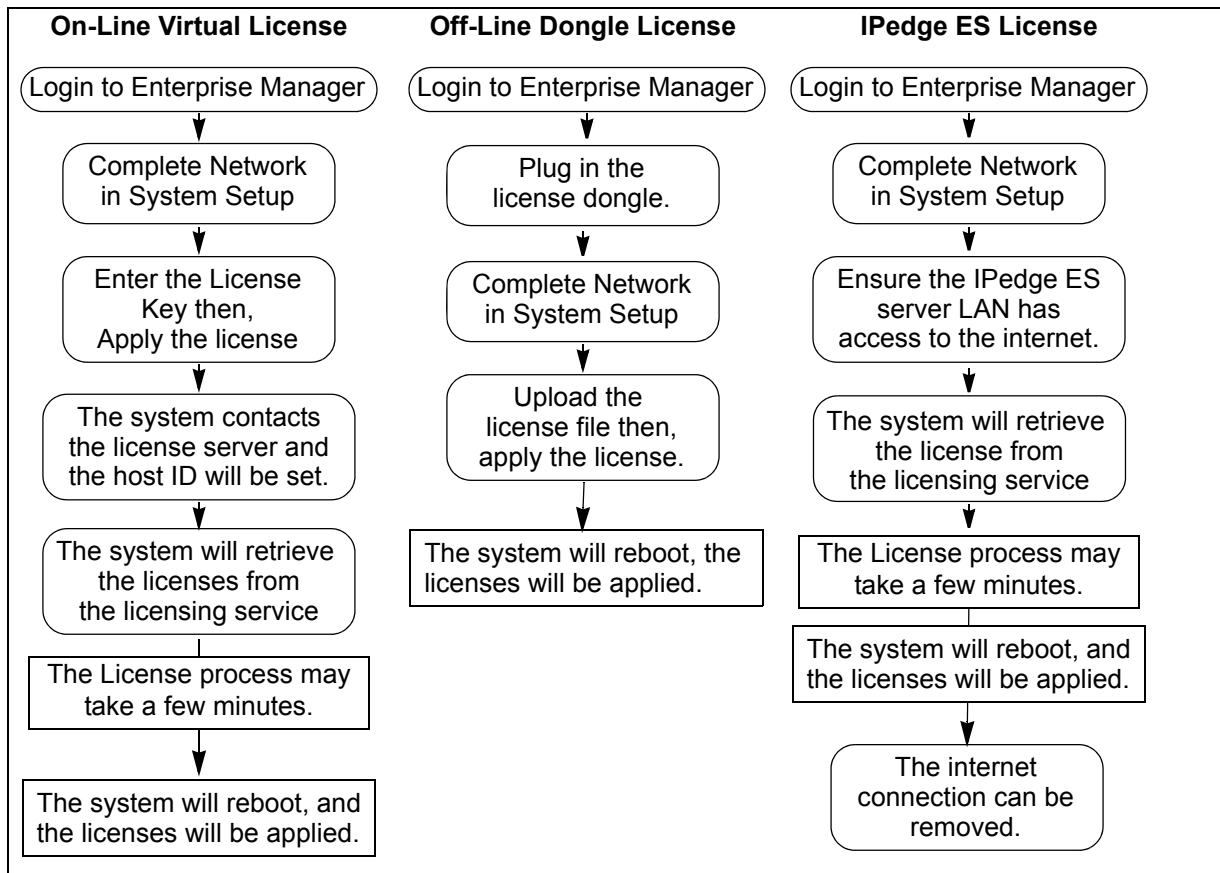 On-Line Virtual License
Login to Enterprise Manager
Complete Network
in System Setup
Enter the License
Key then,
Apply the license
The system contacts
the license server and
the host ID will be set.
The system will retrieve
the licenses from
the licensing service
The License process may
take a few minutes.
The system will reboot, and
the licenses will be applied.
Off-Line Dongle License
Login to Enterprise Manager
Plug in the
license dongle.
Complete Network
in System Setup
Upload the
license file then,
apply the license.
The system will reboot, the
licenses will be applied.
IPedge ES License
Login to Enterprise Manager
Complete Network
in System Setup
Ensure the IPedge ES
server LAN has
access to the internet.
The system will retrieve
the license from
the licensing service
The License process may
take a few minutes.
The system will reboot, and
the licenses will be applied.
The internet
connection can be
removed.